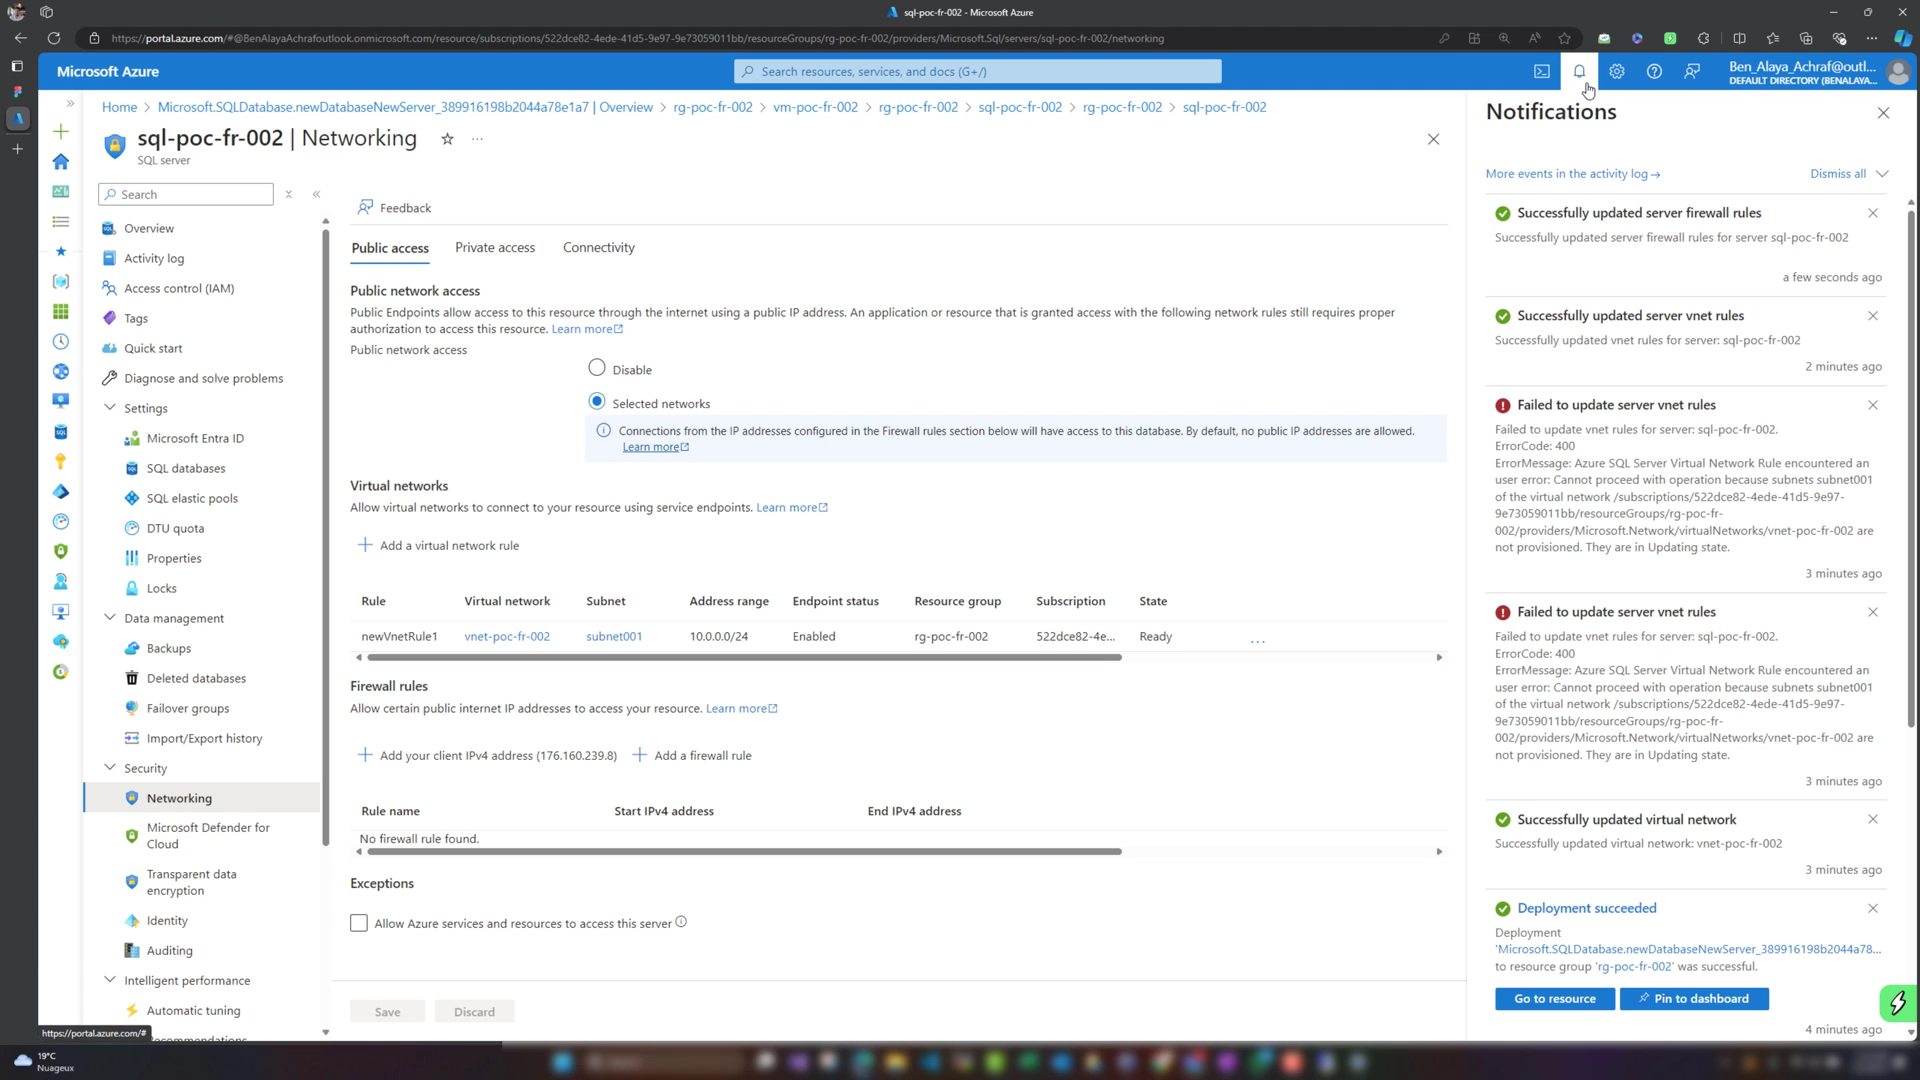 sql-poc-fr-002 - Microsoft Azure
https://portal.azure.com/#@BenAlayaAchrafoutlook.onmicrosoft.com/resource/subscriptions/522dce82-4ede-41d5-9e97-9e73059011bb/resourceGroups/rg-poc-fr-002/providers/Microsoft.Sql/servers/sql-poc-fr-002/networking
Microsoft Azure
Search resources, services, and docs (G+/)
Ben_Alaya_Achraf@outl...
DEFAULT DIRECTORY (BENALAYA...
Home > Microsoft.SQLDatabase.newDatabaseNewServer_389916198b2044a78e1a7 | Overview > rg-poc-fr-002 > vm-poc-fr-002 > rg-poc-fr-002 > sql-poc-fr-002 > rg-poc-fr-002 > sql-poc-fr-002
sql-poc-fr-002 | Networking
SQL server
Search
Overview
Activity log
Access control (IAM)
Tags
Quick start
Diagnose and solve problems
Settings
Microsoft Entra ID
SQL databases
SQL elastic pools
DTU quota
Properties
Locks
Data management
Backups
Deleted databases
Failover groups
Import/Export history
Security
Networking
Microsoft Defender for
Cloud
Transparent data
encryption
Identity
Auditing
Intelligent performance
Automatic tuning
https://portal.azure.com/#
Feedback
Public access Private access Connectivity
Public network access
Public Endpoints allow access to this resource through the internet using a public IP address. An application or resource that is granted access with the following network rules still requires proper
authorization to access this resource. Learn more
Public network access
Disable
Selected networks
Connections from the IP addresses configured in the Firewall rules section below will have access to this database. By default, no public IP addresses are allowed.
Learn more
Virtual networks
Allow virtual networks to connect to your resource using service endpoints. Learn more
Add a virtual network rule
Rule Virtual network Subnet Address range Endpoint status Resource group Subscription State
newVnetRule1 vnet-poc-fr-002 subnet001 10.0.0.0/24 Enabled rg-poc-fr-002 522dce82-4e... Ready ...
Firewall rules
Allow certain public internet IP addresses to access your resource. Learn more
Add your client IPv4 address (176.160.239.8) Add a firewall rule
Rule name Start IPv4 address End IPv4 address
No firewall rule found.
Exceptions
Allow Azure services and resources to access this server
Save Discard
Notifications
More events in the activity log → Dismiss all
Successfully updated server firewall rules
Successfully updated server firewall rules for server sql-poc-fr-002
a few seconds ago
Successfully updated server vnet rules
Successfully updated vnet rules for server: sql-poc-fr-002
2 minutes ago
Failed to update server vnet rules
Failed to update vnet rules for server: sql-poc-fr-002.
ErrorCode: 400
ErrorMessage: Azure SQL Server Virtual Network Rule encountered an
user error: Cannot proceed with operation because subnets subnet001
of the virtual network /subscriptions/522dce82-4ede-41d5-9e97-
9e73059011bb/resourceGroups/rg-poc-fr-
002/providers/Microsoft.Network/virtualNetworks/vnet-poc-fr-002 are
not provisioned. They are in Updating state.
3 minutes ago
Failed to update server vnet rules
Failed to update vnet rules for server: sql-poc-fr-002.
ErrorCode: 400
ErrorMessage: Azure SQL Server Virtual Network Rule encountered an
user error: Cannot proceed with operation because subnets subnet001
of the virtual network /subscriptions/522dce82-4ede-41d5-9e97-
9e73059011bb/resourceGroups/rg-poc-fr-
002/providers/Microsoft.Network/virtualNetworks/vnet-poc-fr-002 are
not provisioned. They are in Updating state.
3 minutes ago
Successfully updated virtual network
Successfully updated virtual network: vnet-poc-fr-002
3 minutes ago
Deployment succeeded
Deployment
'Microsoft.SQLDatabase.newDatabaseNewServer_389916198b2044a78...
to resource group 'rg-poc-fr-002' was successful.
Go to resource Pin to dashboard
4 minutes ago
19°C
Nuageux